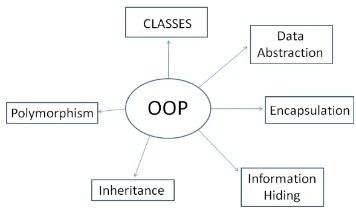 CLASSES
Data
Abstraction
Polymorphism
OOP
Encapsulation
Inheritance
Information
Hiding